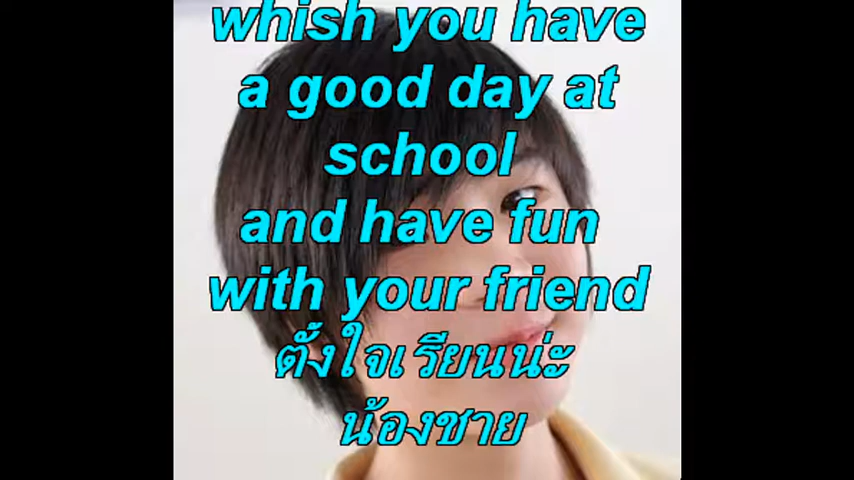 whish you have
a good day at
school
and have fun
with your friend
ตั้งใจเรียนน่ะ
น้องชาย